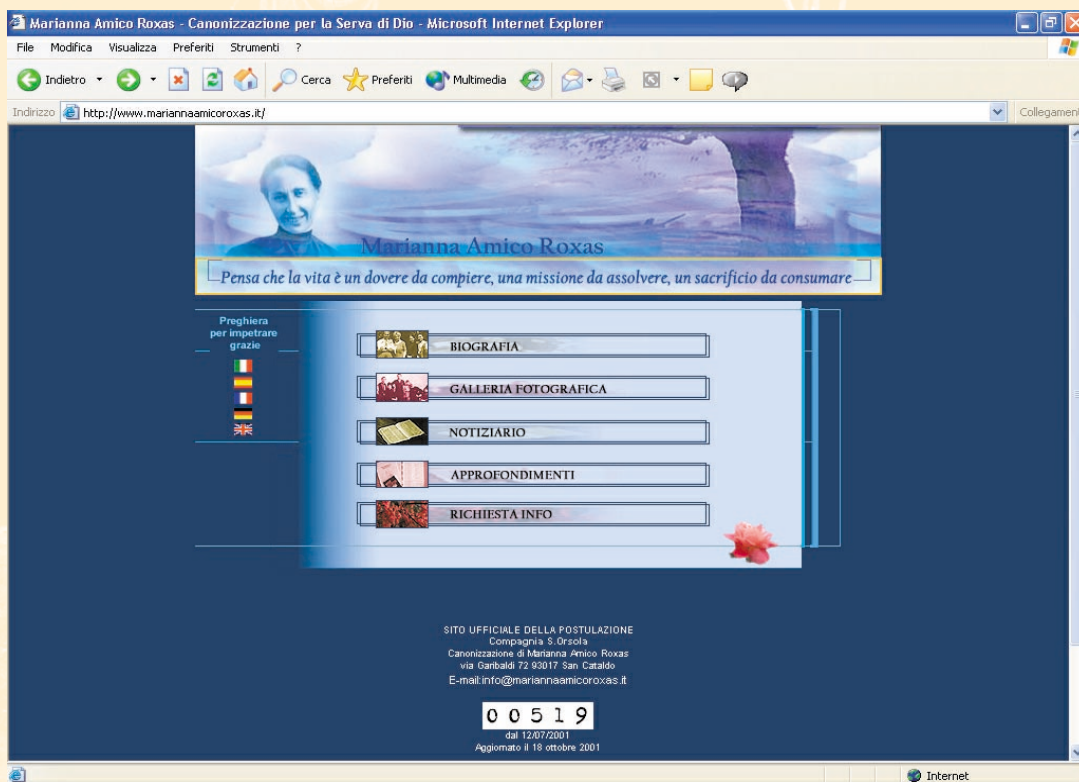 Marianna Amico Roxas - Canonizzazione per la Serva di Dio - Microsoft Internet Explorer
File Modifica Visualizza Preferiti Strumenti ?
Indietro Cerca Preferiti Multimedia
Indirizzo http://www.mariannaamicoroxas.it/ Collegament
Marianna Amico Roxas
Pensa che la vita è un dovere da compiere, una missione da assolvere, un sacrificio da consumare
Preghiera
per impetrare
grazie
BIOGRAFIA
GALLERIA FOTOGRAFICA
NOTIZIARIO
APPROFONDIMENTI
RICHIESTA INFO
SITO UFFICIALE DELLA POSTULAZIONE
Compagnia S.Orsola
Canonizzazione di Marianna Amico Roxas
via Garibaldi 72 93017 San Cataldo
E-mail:info@mariannaamicoroxas.it
00519
dal 12/07/2001
Aggiornato il 18 ottobre 2001
Internet